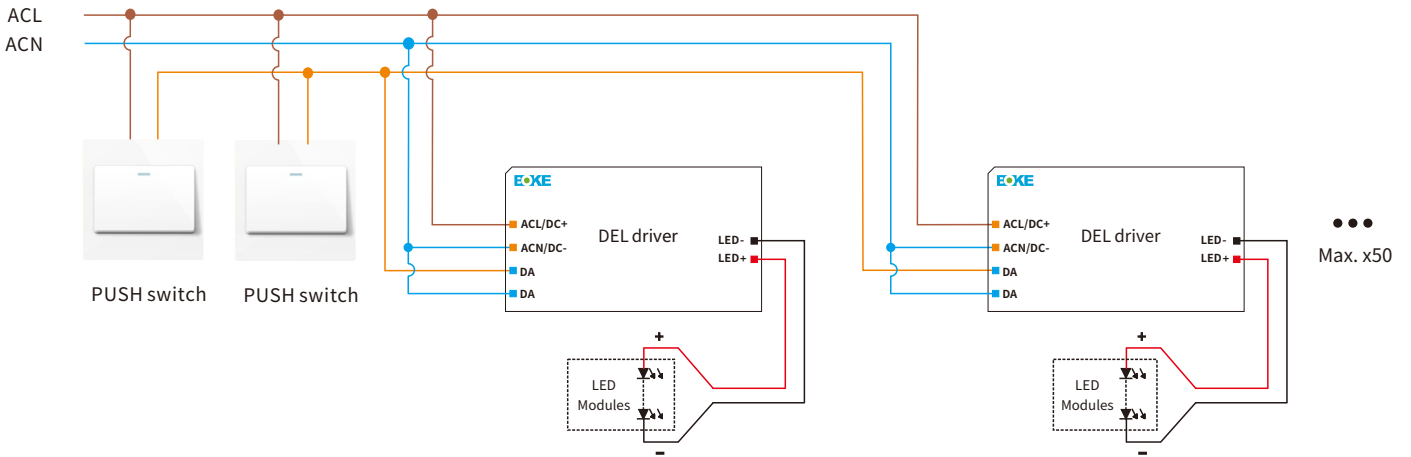 ACL
ACN
PUSH switch
PUSH switch
EOKE
ACL/DC+
ACN/DC-
DA
DA
DEL driver
LED-
LED+
+
LED
Modules
-
EOKE
ACL/DC+
ACN/DC-
DA
DA
DEL driver
LED-
LED+
+
LED
Modules
-
•••
Max. x50